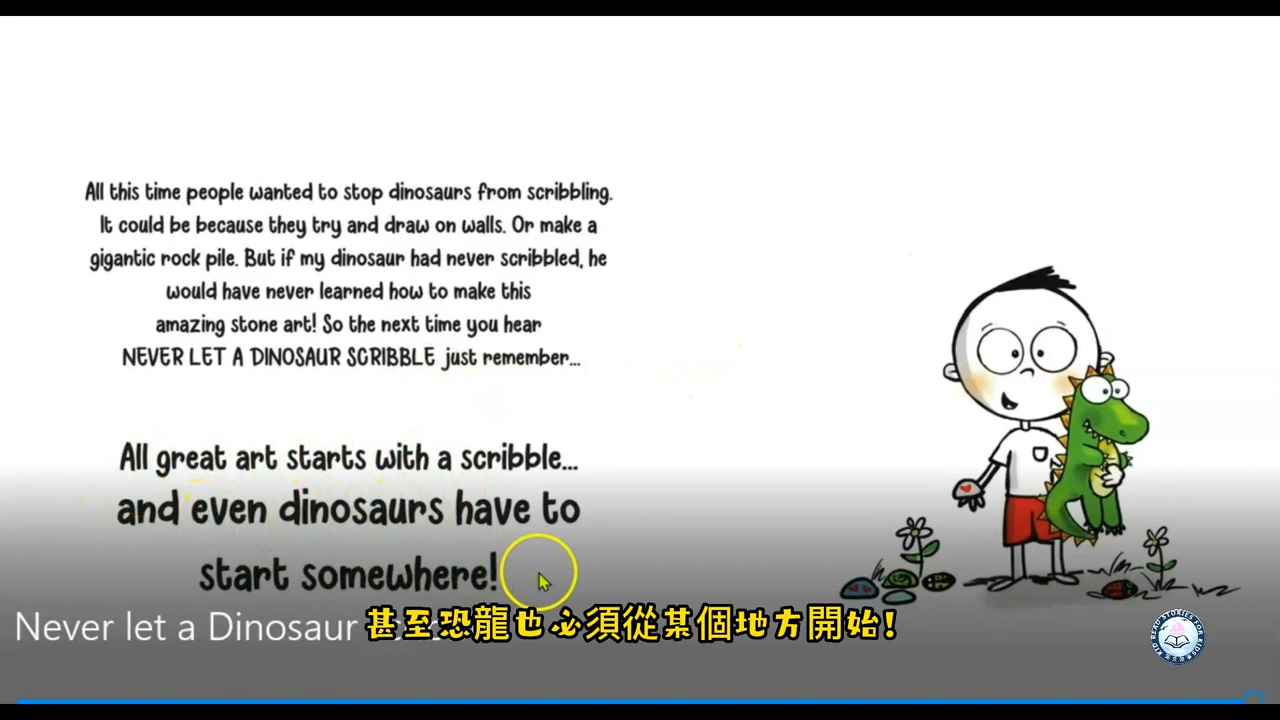 All this time people wanted to stop dinosaurs from scribbling.
It could be because they try and draw on walls. Or make a
gigantic rock pile. But if my dinosaur had never scribbled, he
would have never learned how to make this
amazing stone art! So the next time you hear
NEVER LET A DINOSAUR SCRIBBLE just remember...
All great art starts with a scribble...
and even dinosaurs have to
start somewhere!
Never let a Dinosaur
甚至恐龍也必須從某個地方開始!